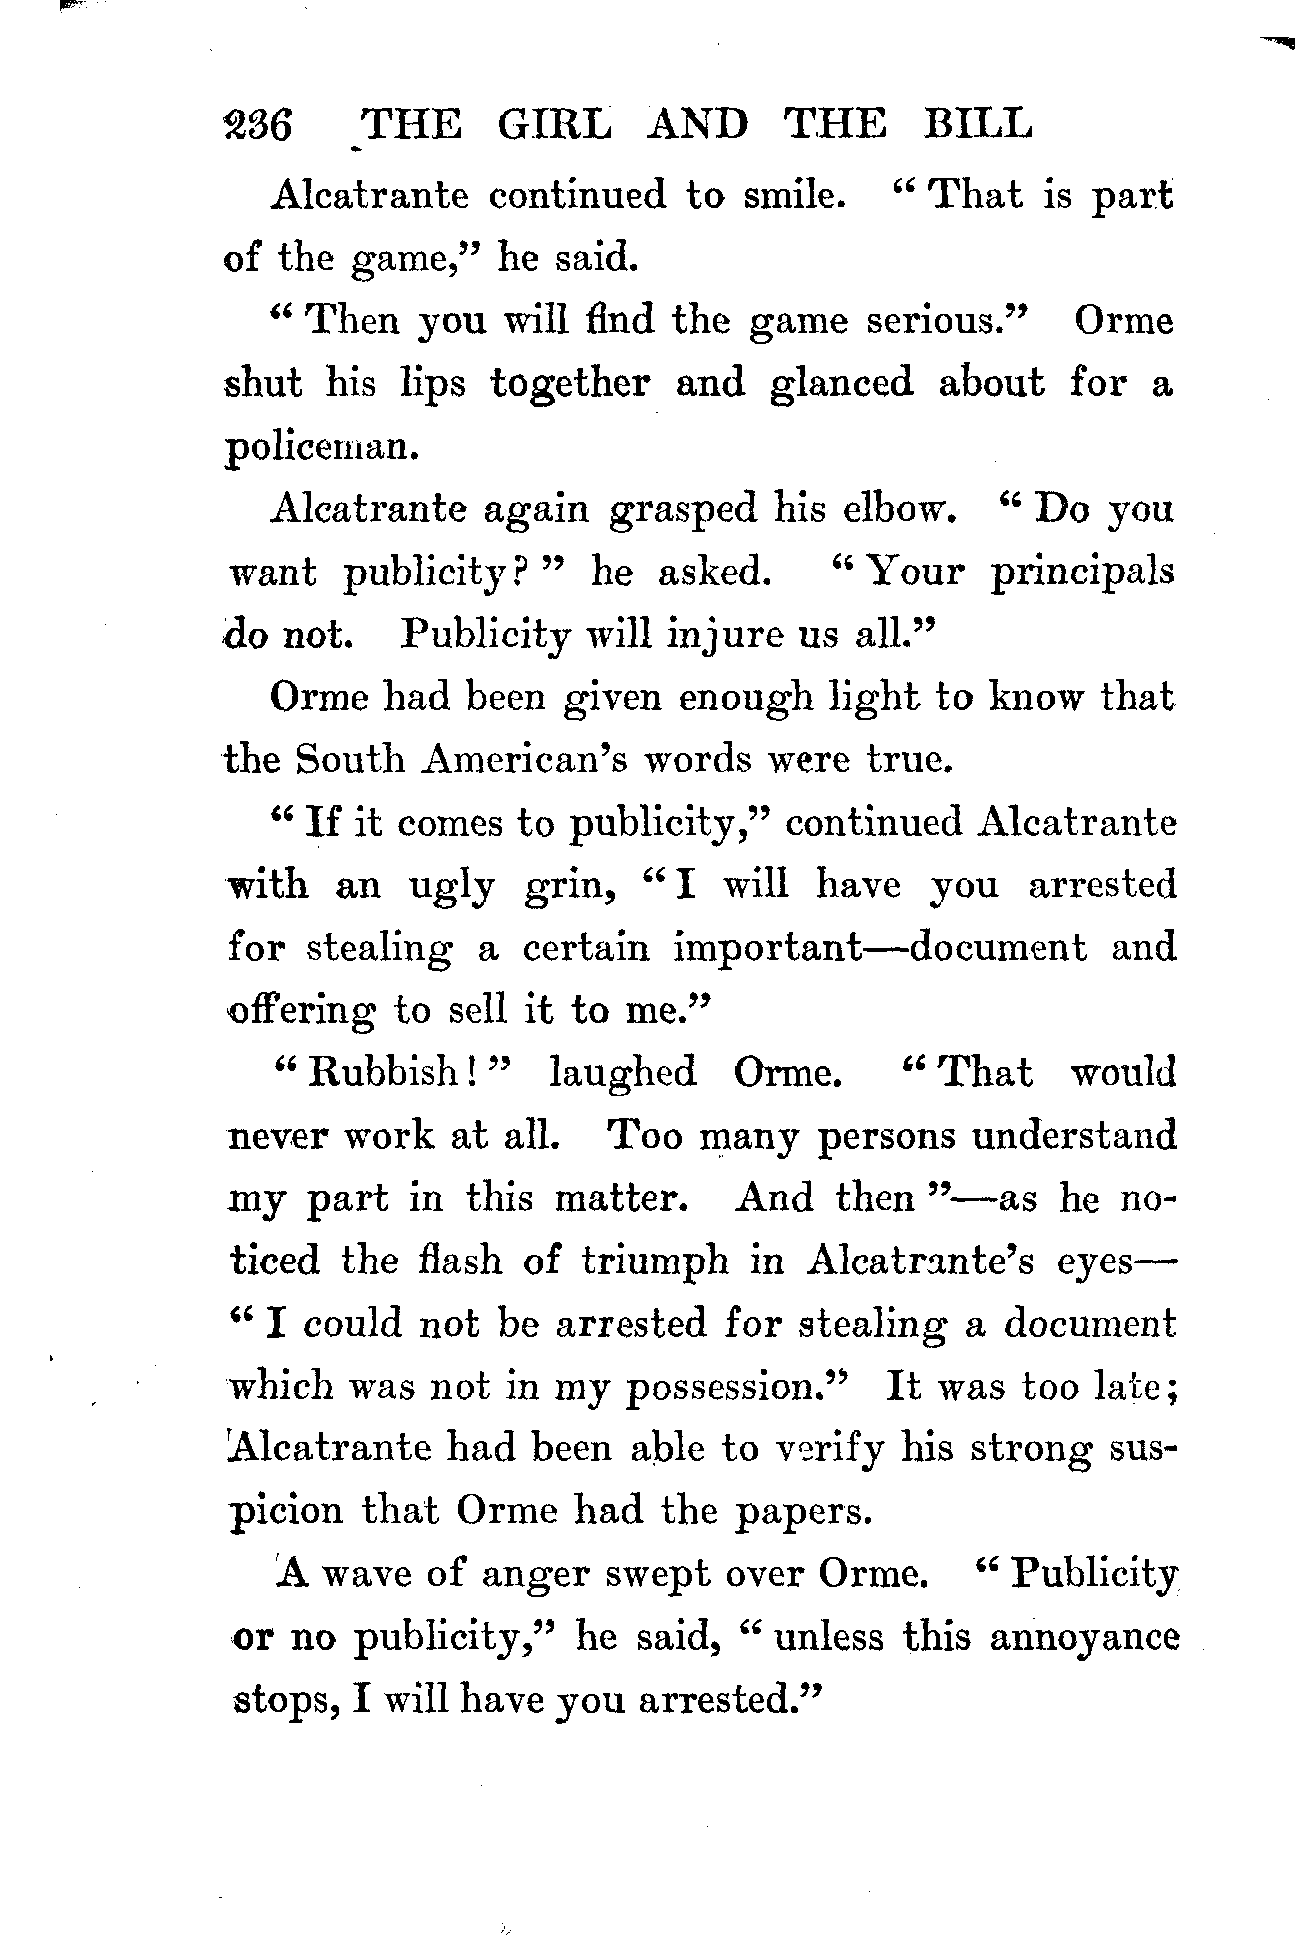 236 THE GIRL AND THE BILL
Alcatrante continued to smile. “ That is part
of the game,” he said.
“ Then you will find the game serious.” Orme
shut his lips together and glanced about for a
policeman.
Alcatrante again grasped his elbow. “ Do you
want publicity? ” he asked. “ Your principals
do not. Publicity will injure us all.”
Orme had been given enough light to know that
the South American’s words were true.
“ If it comes to publicity,” continued Alcatrante
with an ugly grin, “ I will have you arrested
for stealing a certain important—document and
offering to sell it to me.”
“ Rubbish! ” laughed Orme. “ That would
never work at all. Too many persons understand
my part in this matter. And then ”—as he no-
ticed the flash of triumph in Alcatrante’s eyes—
“ I could not be arrested for stealing a document
which was not in my possession.” It was too late;
Alcatrante had been able to verify his strong sus-
picion that Orme had the papers.
A wave of anger swept over Orme. “ Publicity
or no publicity,” he said, “ unless this annoyance
stops, I will have you arrested.”